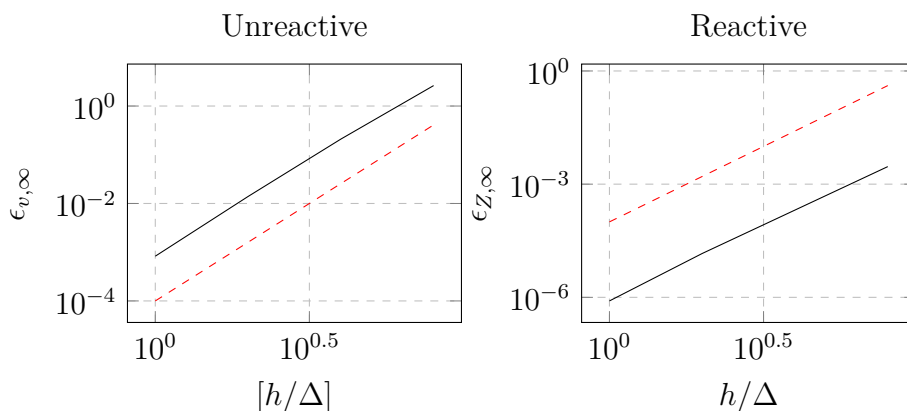 Unreactive
10^0
10^{-2}
10^{-4}
ϵ_{v,∞}
10^0
10^{0.5}
[h/Δ]
Reactive
10^0
10^{-3}
10^{-6}
ϵ_{Z,∞}
10^0
10^{0.5}
h/Δ